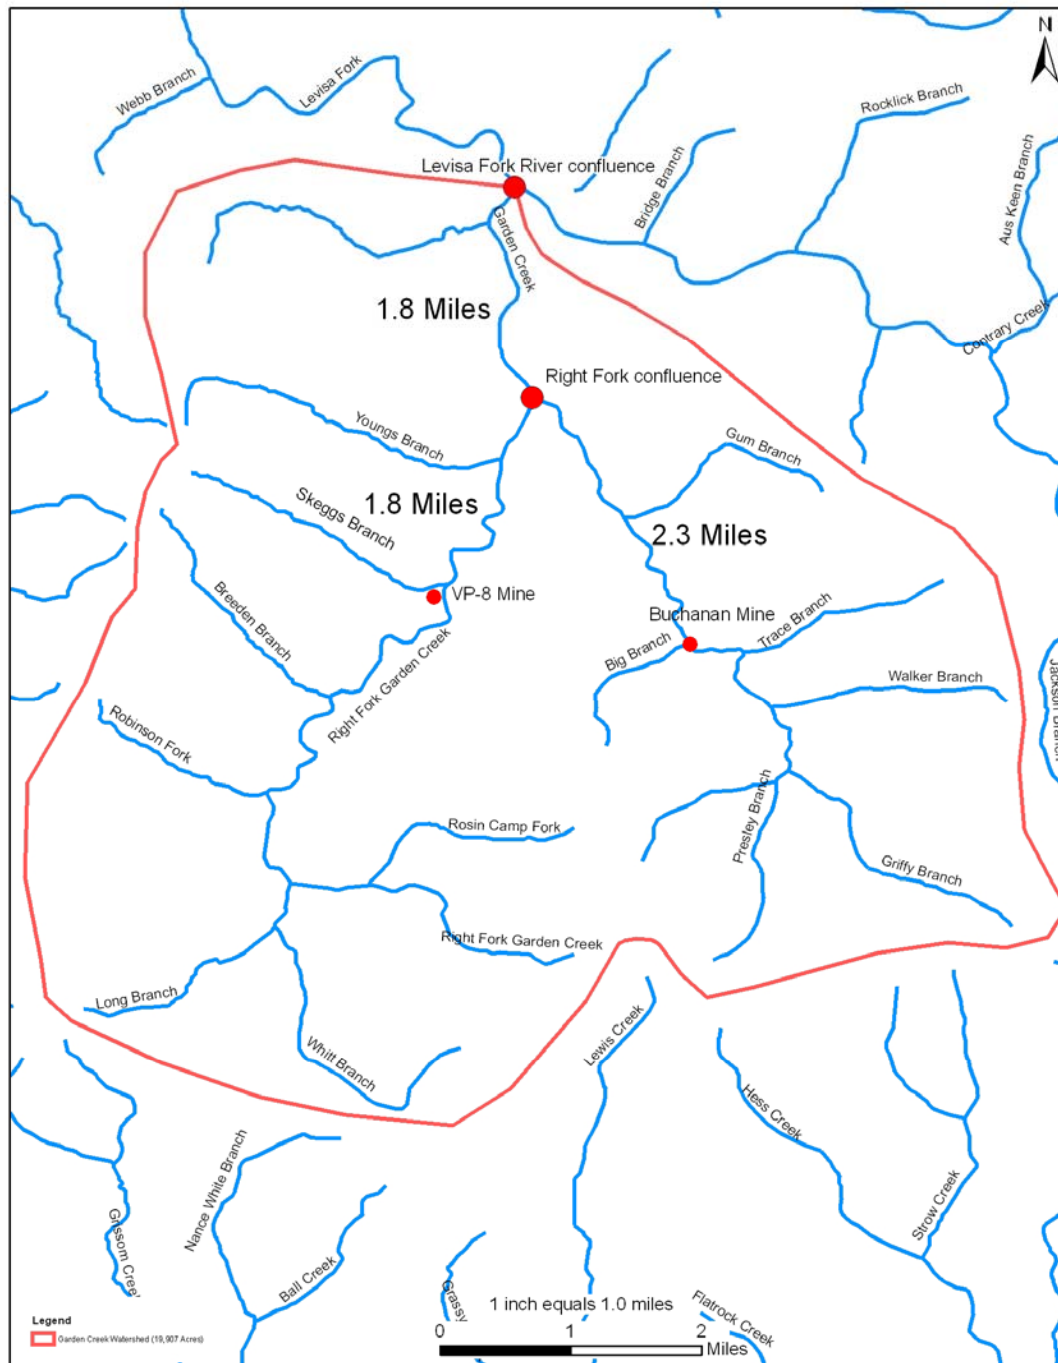 N
Webb Branch
Levisa Fork
Rocklick Branch
Levisa Fork River confluence
Bridge Branch
Aus Keen Branch
Garden Creek
1.8 Miles
Contrary Creek
Right Fork confluence
Youngs Branch
Gum Branch
Skeggs Branch
1.8 Miles
2.3 Miles
VP-8 Mine
Breeden Branch
Buchanan Mine
Trace Branch
Big Branch
Right Fork Garden Creek
Walker Branch
Jackson Branch
Robinson Fork
Rosin Camp Fork
Presley Branch
Griffy Branch
Right Fork Garden Creek
Long Branch
Whitt Branch
Lewis Creek
Hess Creek
Nance White Branch
Strow Creek
Grissom Creek
Ball Creek
Grassy
Flatrock Creek
1 inch equals 1.0 miles
0 1 2
Miles
Legend
Garden Creek Watershed (19,907 Acres)